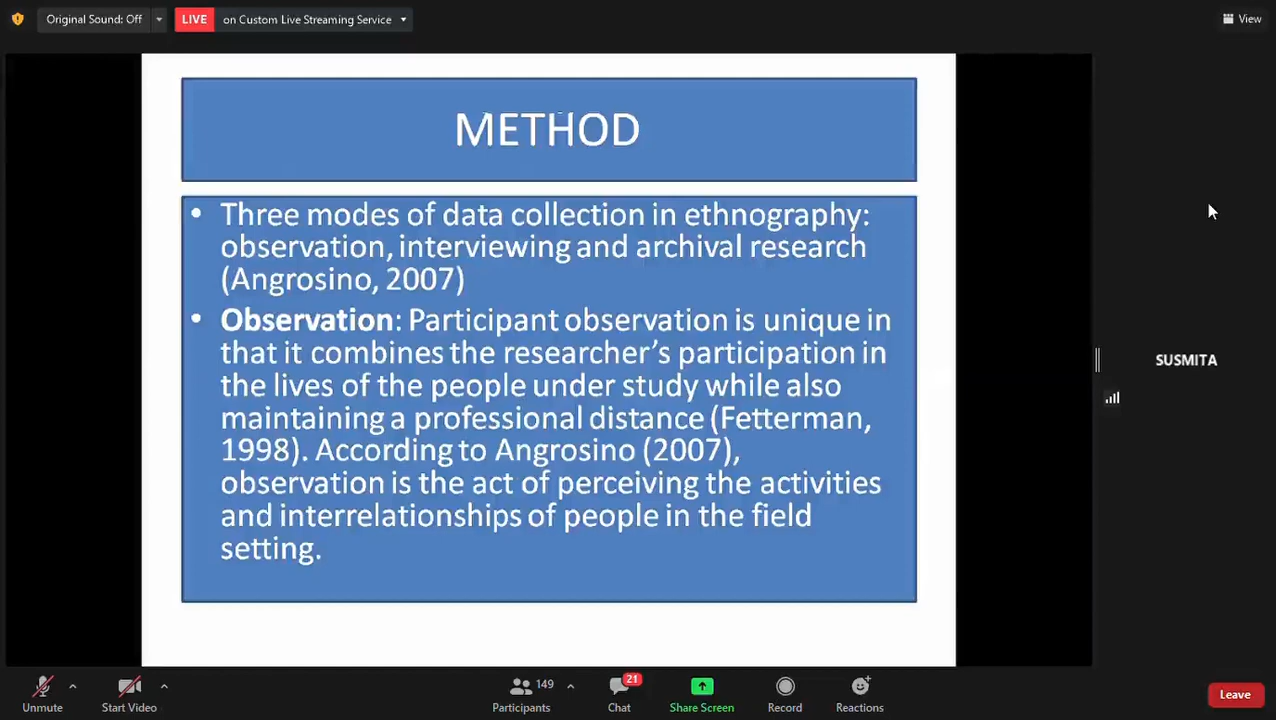 Original Sound: Off
LIVE on Custom Live Streaming Service
View
METHOD
• Three modes of data collection in ethnography:
observation, interviewing and archival research
(Angrosino, 2007)
• Observation: Participant observation is unique in
that it combines the researcher’s participation in
the lives of the people under study while also
maintaining a professional distance (Fetterman,
1998). According to Angrosino (2007),
observation is the act of perceiving the activities
and interrelationships of people in the field
setting.
SUSMITA
Unmute
Start Video
149
Participants
21
Chat
Share Screen
Record
Reactions
Leave